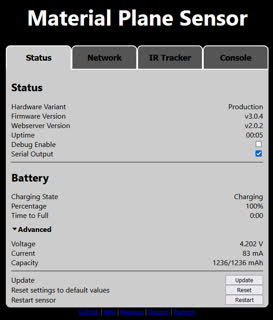 Material Plane Sensor
Status Network IR Tracker Console
Status
Hardware Variant Production
Firmware Version v3.0.4
Webserver Version v2.0.2
Uptime 00:05
Debug Enable
Serial Output
Battery
Charging State Charging
Percentage 100%
Time to Full 0:00
▾Advanced
Voltage 4.202 V
Current 83 mA
Capacity 1236/1236 mAh
Update Update
Reset settings to default values Reset
Restart sensor Restart